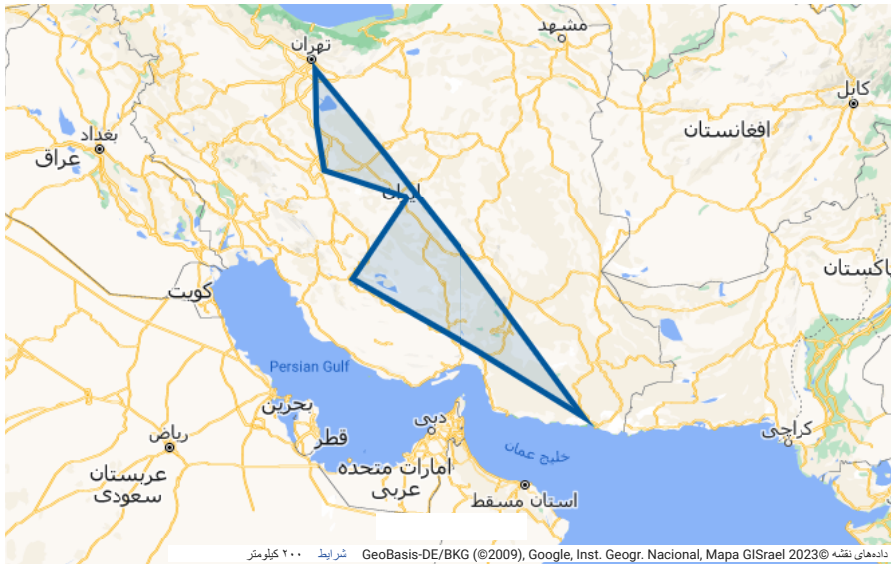 مشهد
تهران
کابل
افغانستان
بغداد
عراق
ایران
پاکستان
کویت
Persian Gulf
بحرین
قطر
دبی
کراچی
ریاض
خلیج عمان
امارات متحده
عربی
عربستان
سعودی
استان مسقط
داده‌های نقشه ©2023 GeoBasis-DE/BKG (©2009), Google, Inst. Geogr. Nacional, Mapa GISrael
۲۰۰ کیلومتر
شرایط